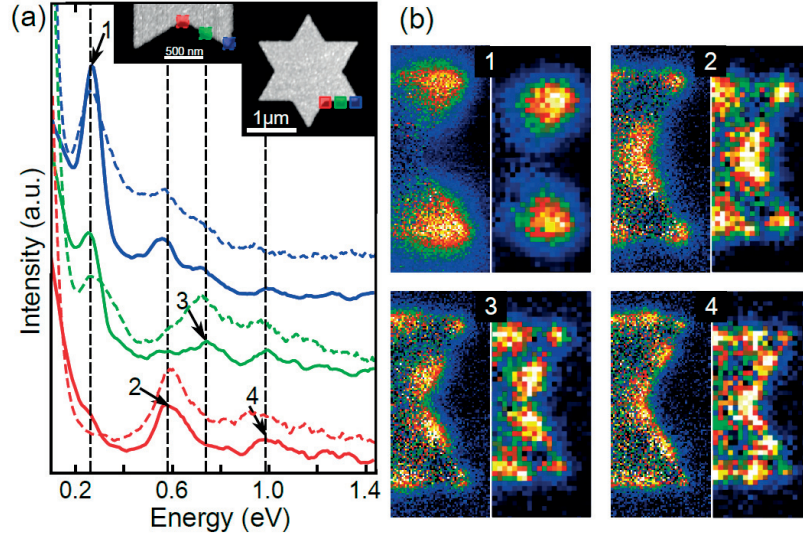 (a)
1
500 nm
1µm
3
2
4
Intensity (a.u.)
0.2
0.6
1.0
1.4
Energy (eV)
(b)
1
2
3
4